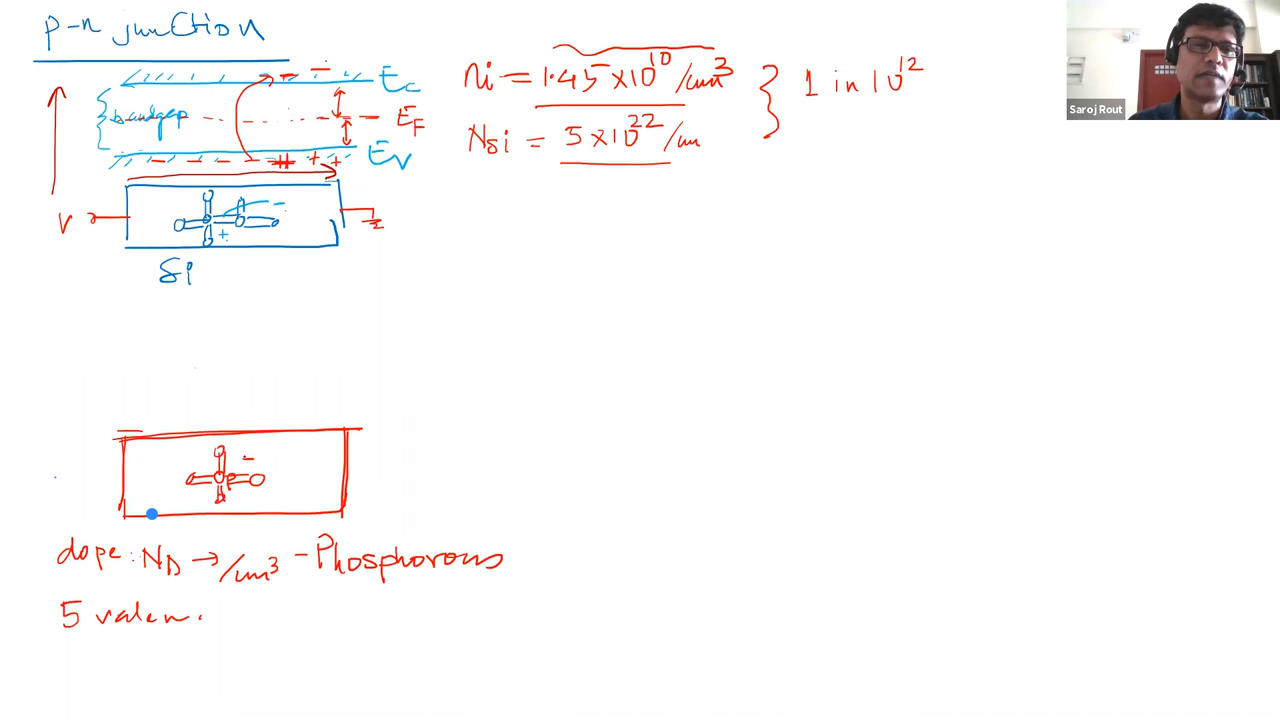 p-n junction
Ec
bandgap
EF
Ev
V
Si
ni = 1.45 × 10^10 /cm^3
NSi = 5 × 10^22 /cm
} 1 in 10^12
Saroj Rout
dope: ND → /cm^3 - Phosphorous
5 valen.